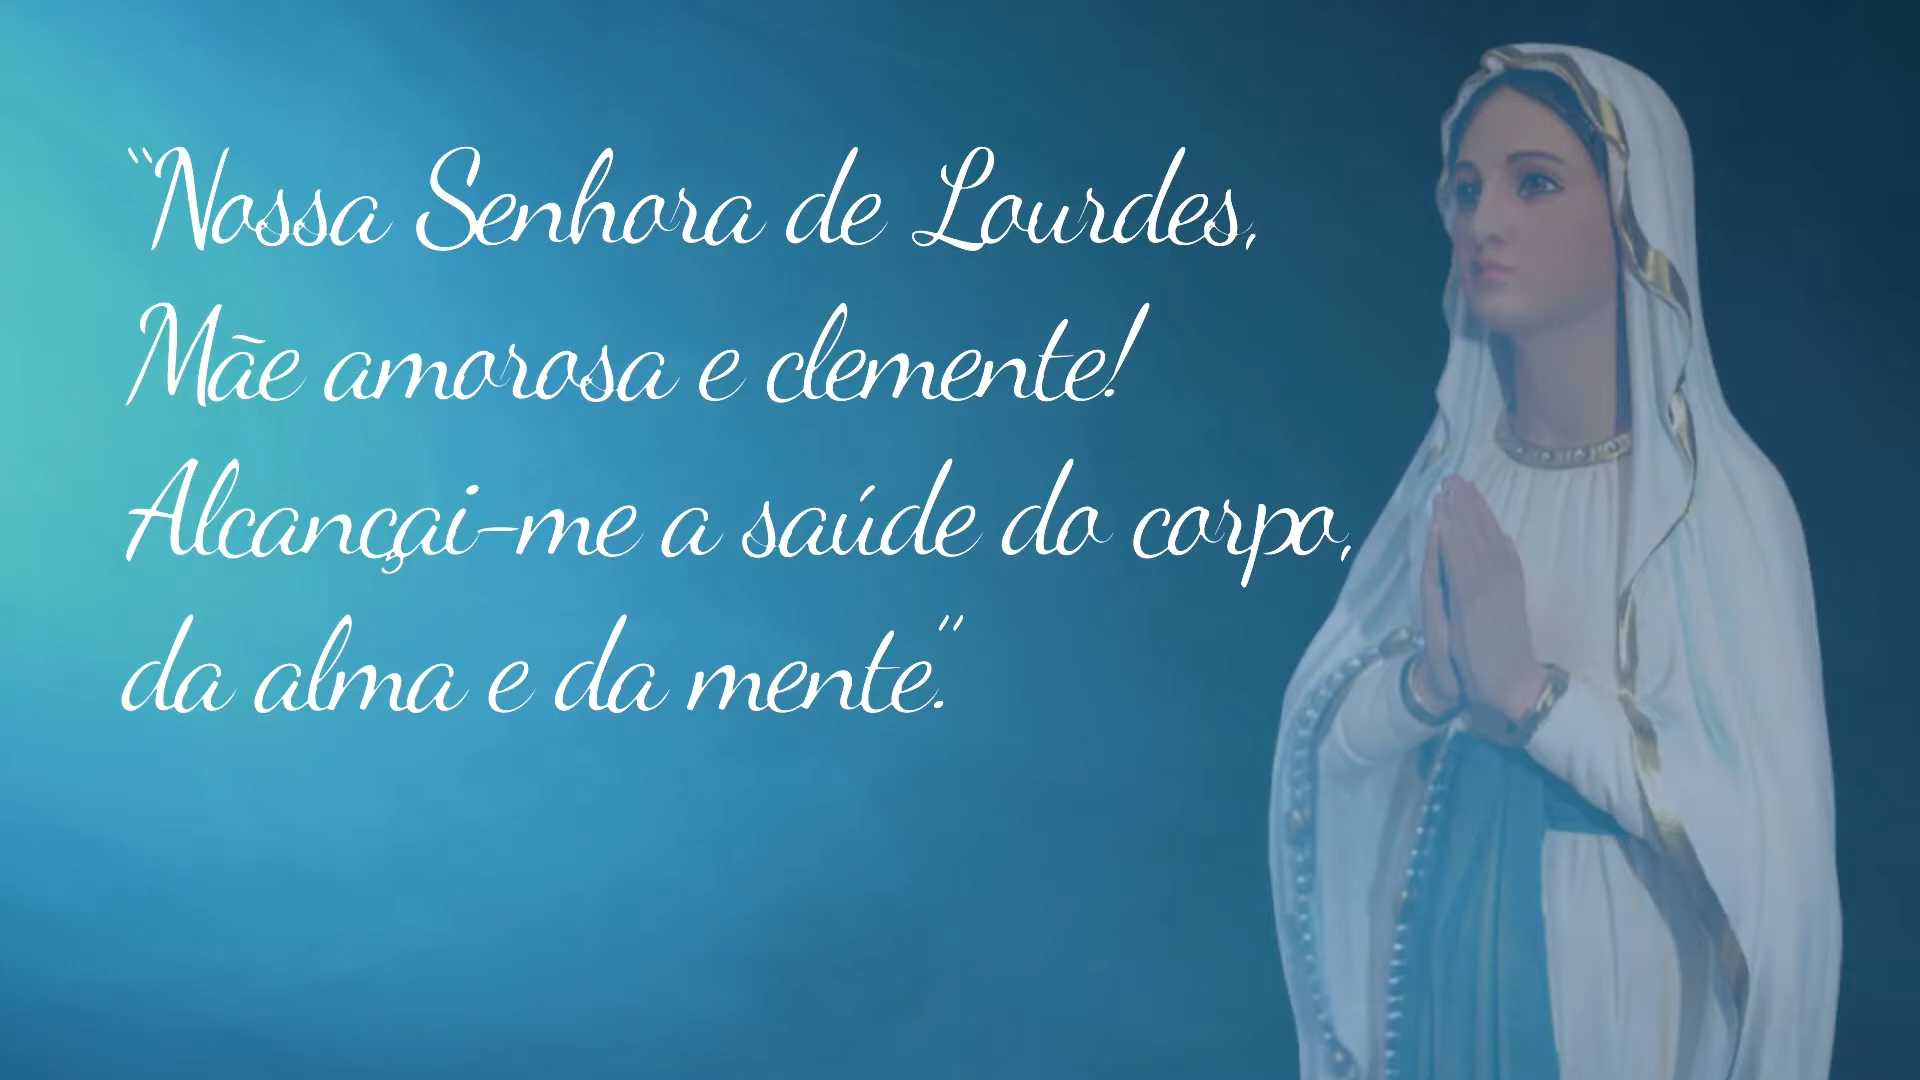 “Nossa Senhora de Lourdes,
Mãe amorosa e clemente!
Alcançai-me a saúde do corpo,
da alma e da mente.”